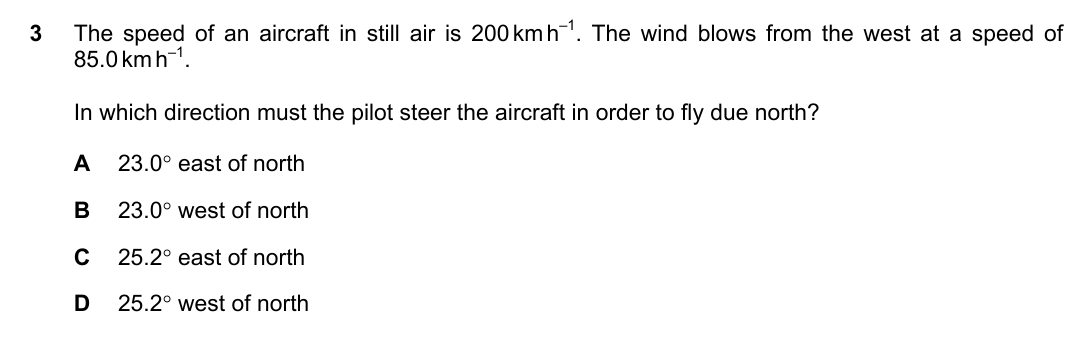 3 The speed of an aircraft in still air is 200 km h⁻¹. The wind blows from the west at a speed of
85.0 km h⁻¹.
In which direction must the pilot steer the aircraft in order to fly due north?
A 23.0° east of north
B 23.0° west of north
C 25.2° east of north
D 25.2° west of north